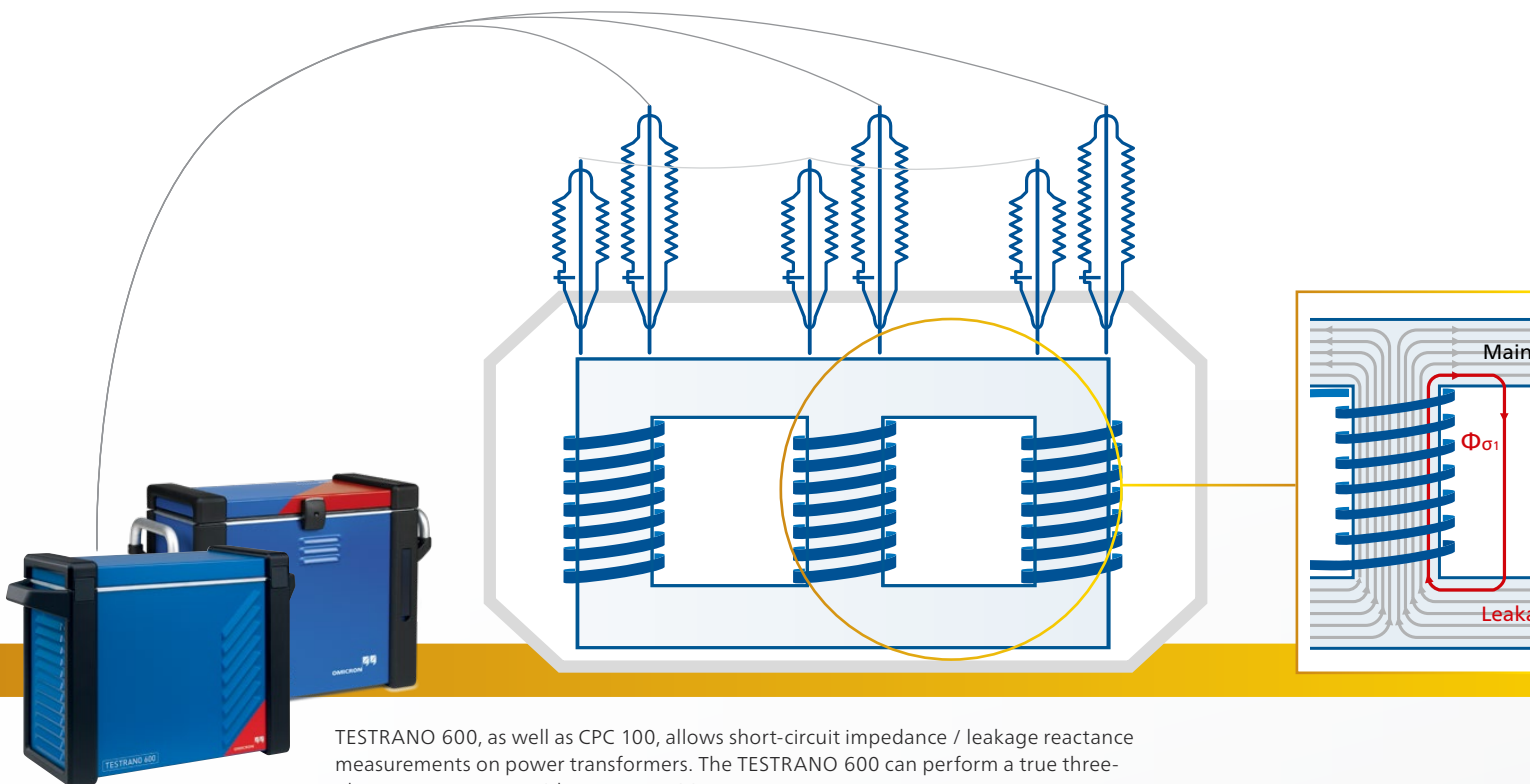 Main
Φσ1
Leaka
OMICRON
TESTRANO 600
OMICRON
TESTRANO 600, as well as CPC 100, allows short-circuit impedance / leakage reactance
measurements on power transformers. The TESTRANO 600 can perform a true three-